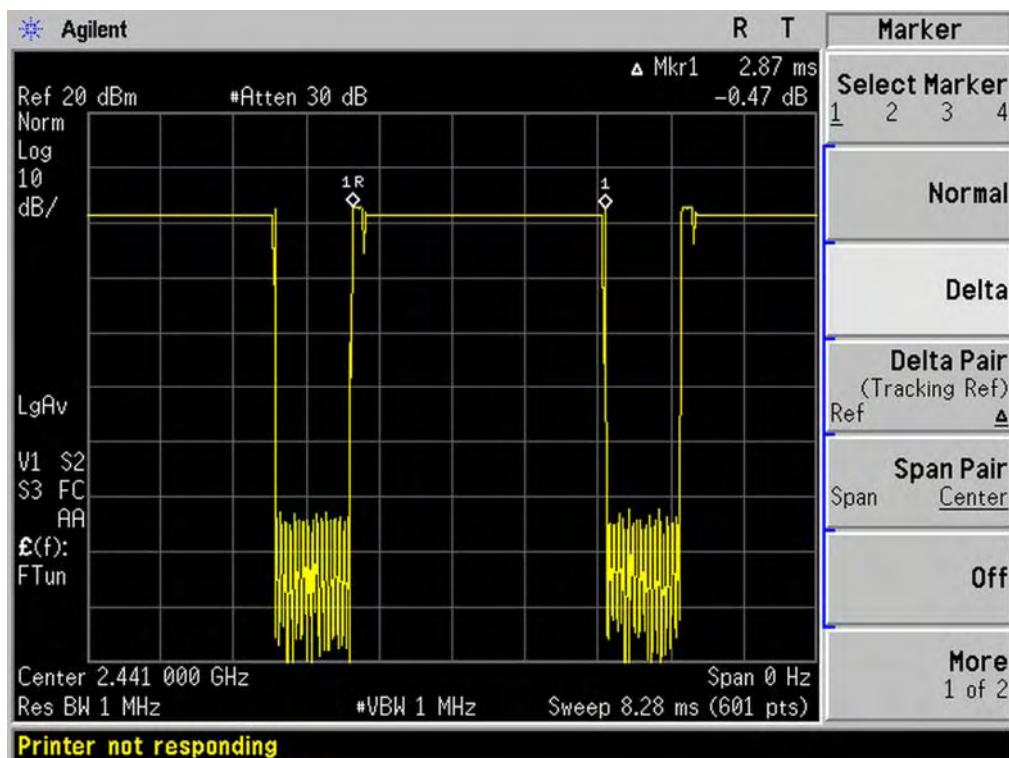 Agilent R T
Marker
Δ Mkr1 2.87 ms
Ref 20 dBm #Atten 30 dB -0.47 dB
Norm
Log
10
dB/
1R
1
LgAv
V1 S2
S3 FC
AA
£(f):
FTun
Center 2.441 000 GHz Span 0 Hz
Res BW 1 MHz #VBW 1 MHz Sweep 8.28 ms (601 pts)
Printer not responding
Select Marker
1 2 3 4
Normal
Delta
Delta Pair
(Tracking Ref)
Ref Δ
Span Pair
Span Center
Off
More
1 of 2